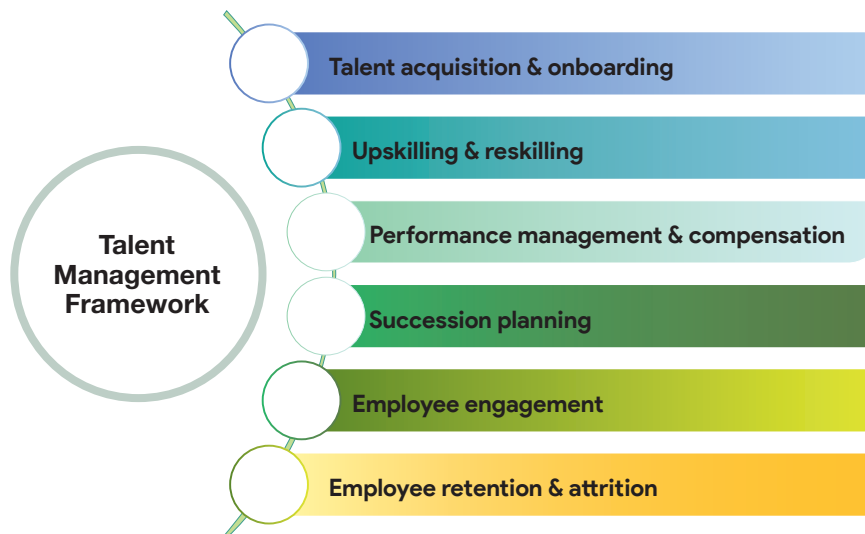 Talent acquisition & onboarding
Upskilling & reskilling
Performance management & compensation
Talent
Management
Framework
Succession planning
Employee engagement
Employee retention & attrition